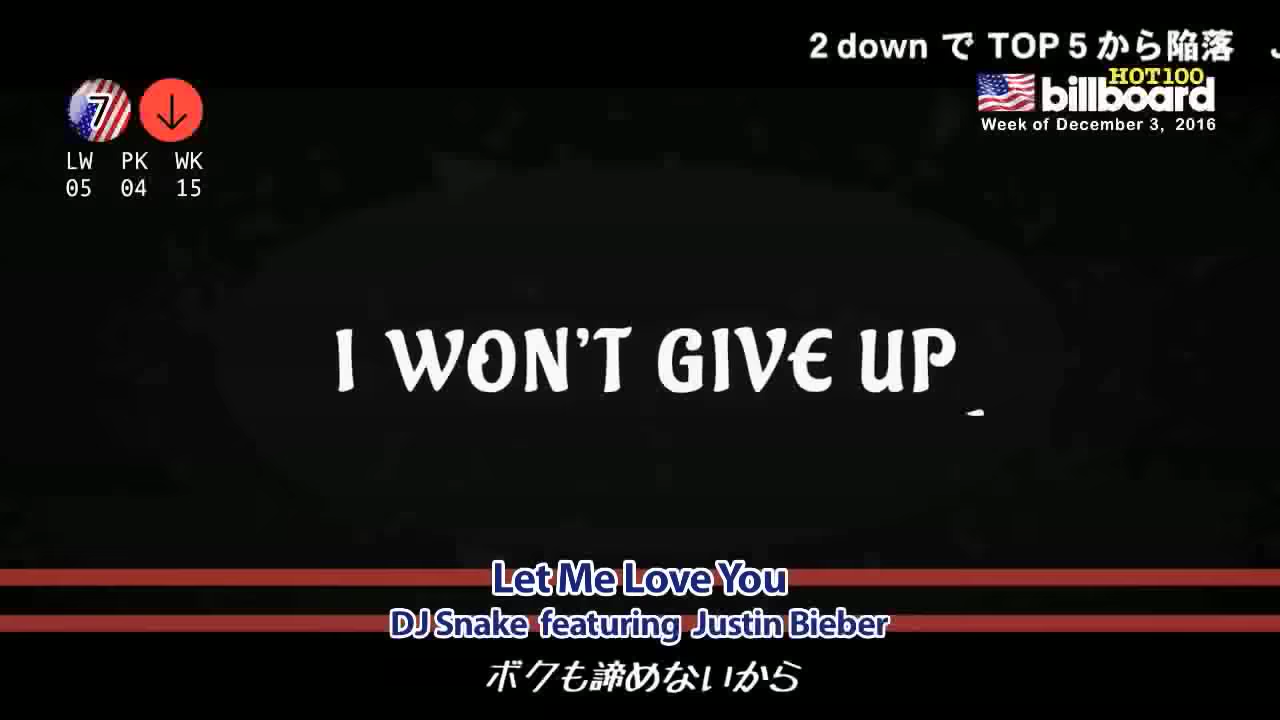 2 down で TOP 5 から陥落
7
HOT100
billboard
Week of December 3, 2016
LW PK WK
05 04 15
I WON'T GIVE UP
Let Me Love You
DJ Snake featuring Justin Bieber
ボクも諦めないから